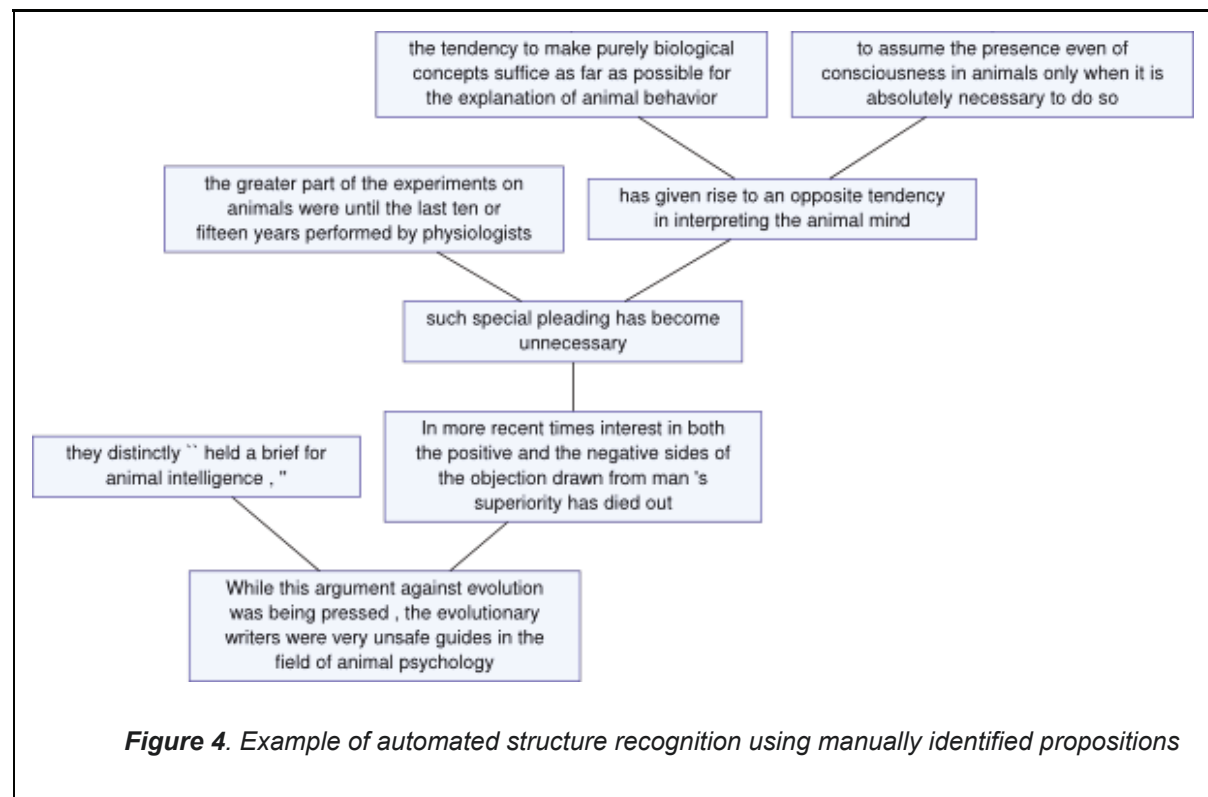 the tendency to make purely biological
concepts suffice as far as possible for
the explanation of animal behavior
to assume the presence even of
consciousness in animals only when it is
absolutely necessary to do so
the greater part of the experiments on
animals were until the last ten or
fifteen years performed by physiologists
has given rise to an opposite tendency
in interpreting the animal mind
such special pleading has become
unnecessary
they distinctly `` held a brief for
animal intelligence , "
In more recent times interest in both
the positive and the negative sides of
the objection drawn from man 's
superiority has died out
While this argument against evolution
was being pressed , the evolutionary
writers were very unsafe guides in the
field of animal psychology
Figure 4. Example of automated structure recognition using manually identified propositions